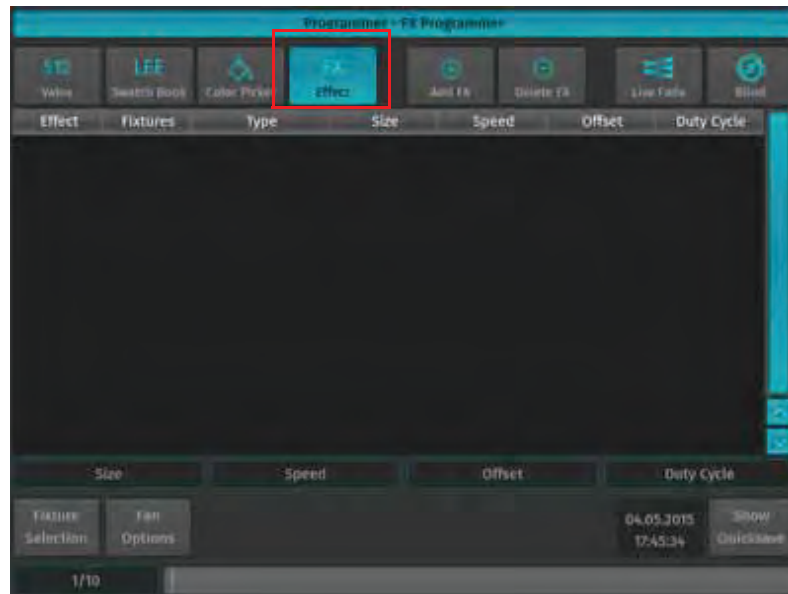 Programmer - FX Programmer
512 LEE FX
Value Swatch Book Color Picker Effect Add FX Delete FX Live Fade Blind
Effect Fixtures Type Size Speed Offset Duty Cycle
Size Speed Offset Duty Cycle
Fixture Selection Fan Options 04.05.2015 17:45:34 Show Quicksave
1/10